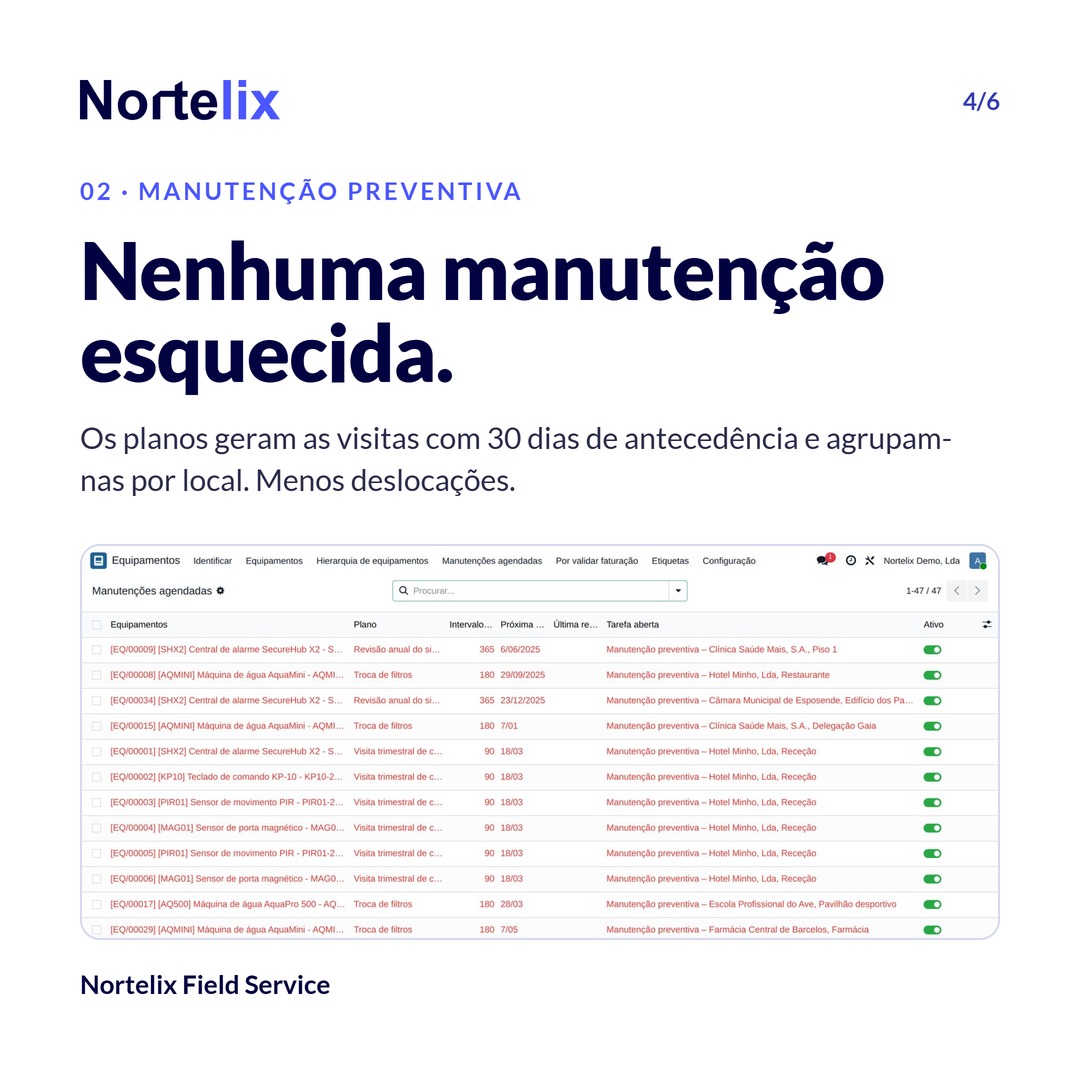 Nortelix
4/6
02 · MANUTENÇÃO PREVENTIVA
Nenhuma manutenção
esquecida.
Os planos geram as visitas com 30 dias de antecedência e agrupam-
nas por local. Menos deslocações.
Equipamentos Identificar Equipamentos Hierarquia de equipamentos Manutenções agendadas Por validar faturação Etiquetas Configuração 1 Nortelix Demo, Lda A
Manutenções agendadas Procurar... 1-47 / 47
Equipamentos Plano Intervalo... Próxima ... Última re... Tarefa aberta Ativo
[EQ/00009] [SHX2] Central de alarme SecureHub X2 - S... Revisão anual do si... 365 6/06/2025 Manutenção preventiva – Clínica Saúde Mais, S.A., Piso 1
[EQ/00008] [AQMINI] Máquina de água AquaMini - AQMI... Troca de filtros 180 29/09/2025 Manutenção preventiva – Hotel Minho, Lda, Restaurante
[EQ/00034] [SHX2] Central de alarme SecureHub X2 - S... Revisão anual do si... 365 23/12/2025 Manutenção preventiva – Câmara Municipal de Esposende, Edifício dos Pa...
[EQ/00015] [AQMINI] Máquina de água AquaMini - AQMI... Troca de filtros 180 7/01 Manutenção preventiva – Clínica Saúde Mais, S.A., Delegação Gaia
[EQ/00001] [SHX2] Central de alarme SecureHub X2 - S... Visita trimestral de c... 90 18/03 Manutenção preventiva – Hotel Minho, Lda, Receção
[EQ/00002] [KP10] Teclado de comando KP-10 - KP10-2... Visita trimestral de c... 90 18/03 Manutenção preventiva – Hotel Minho, Lda, Receção
[EQ/00003] [PIR01] Sensor de movimento PIR - PIR01-2... Visita trimestral de c... 90 18/03 Manutenção preventiva – Hotel Minho, Lda, Receção
[EQ/00004] [MAG01] Sensor de porta magnético - MAG0... Visita trimestral de c... 90 18/03 Manutenção preventiva – Hotel Minho, Lda, Receção
[EQ/00005] [PIR01] Sensor de movimento PIR - PIR01-2... Visita trimestral de c... 90 18/03 Manutenção preventiva – Hotel Minho, Lda, Receção
[EQ/00006] [MAG01] Sensor de porta magnético - MAG0... Visita trimestral de c... 90 18/03 Manutenção preventiva – Hotel Minho, Lda, Receção
[EQ/00017] [AQ500] Máquina de água AquaPro 500 - AQ... Troca de filtros 180 28/03 Manutenção preventiva – Escola Profissional do Ave, Pavilhão desportivo
[EQ/00029] [AQMINI] Máquina de água AquaMini - AQMI... Troca de filtros 180 7/05 Manutenção preventiva – Farmácia Central de Barcelos, Farmácia
Nortelix Field Service